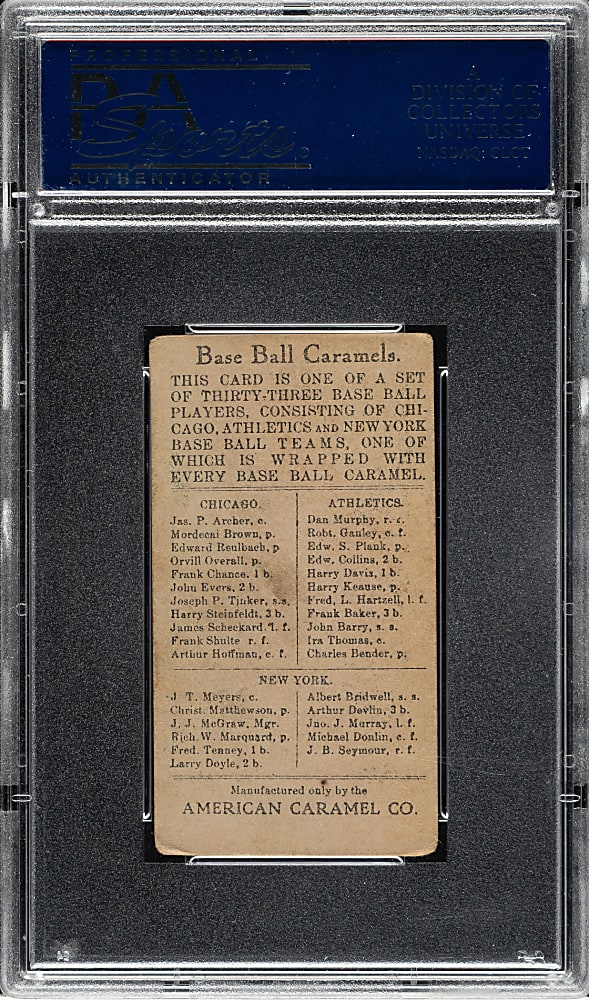 PROFESSIONAL
PSA
Sports
AUTHENTICATOR
A
DIVISION OF
COLLECTORS
UNIVERSE
NASDAQ: CLCT
Base Ball Caramels.
THIS CARD IS ONE OF A SET
OF THIRTY-THREE BASE BALL
PLAYERS, CONSISTING OF CHI-
CAGO, ATHLETICS AND NEW YORK
BASE BALL TEAMS, ONE OF
WHICH IS WRAPPED WITH
EVERY BASE BALL CARAMEL.
CHICAGO.
Jas. P. Archer, c.
Mordecai Brown, p.
Edward Reulbach, p
Orvill Overall, p.
Frank Chance. 1 b.
John Evers, 2 b.
Joseph P. Tinker, s.s.
Harry Steinfeldt, 3 b.
James Scheckard. l. f.
Frank Shulte r. f.
Arthur Hoffman, c. f.
ATHLETICS.
Dan Murphy, r. f.
Robt. Ganley, c. f.
Edw. S. Plank, p.
Edw. Collins, 2 b.
Harry Davis, 1 b.
Harry Keause, p.
Fred. L. Hartzell, l. f.
Frank Baker, 3 b.
John Barry, s. s.
Ira Thomas, c.
Charles Bender, p.
NEW YORK.
J. T. Meyers, c.
Christ. Matthewson, p.
J. J. McGraw, Mgr.
Rich. W. Marquard, p.
Fred. Tenney, 1 b.
Larry Doyle, 2 b.
Albert Bridwell, s. s.
Arthur Devlin, 3 b.
Jno. J. Murray, l. f.
Michael Donlin, c. f.
J. B. Seymour, r. f.
Manufactured only by the
AMERICAN CARAMEL CO.